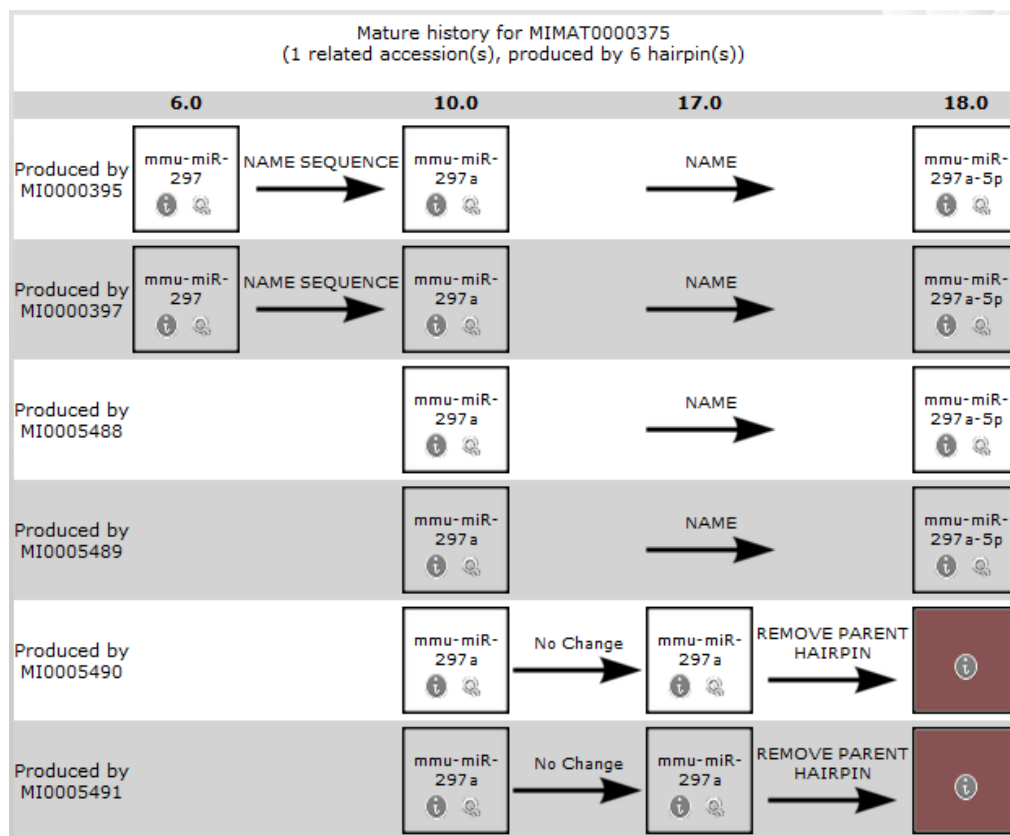 Mature history for MIMAT0000375
(1 related accession(s), produced by 6 hairpin(s))
6.0 10.0 17.0 18.0
Produced by
MI0000395
mmu-miR-
297
NAME SEQUENCE
mmu-miR-
297a
NAME
mmu-miR-
297a-5p
Produced by
MI0000397
mmu-miR-
297
NAME SEQUENCE
mmu-miR-
297a
NAME
mmu-miR-
297a-5p
Produced by
MI0005488
mmu-miR-
297a
NAME
mmu-miR-
297a-5p
Produced by
MI0005489
mmu-miR-
297a
NAME
mmu-miR-
297a-5p
Produced by
MI0005490
mmu-miR-
297a
No Change
mmu-miR-
297a
REMOVE PARENT
HAIRPIN
Produced by
MI0005491
mmu-miR-
297a
No Change
mmu-miR-
297a
REMOVE PARENT
HAIRPIN